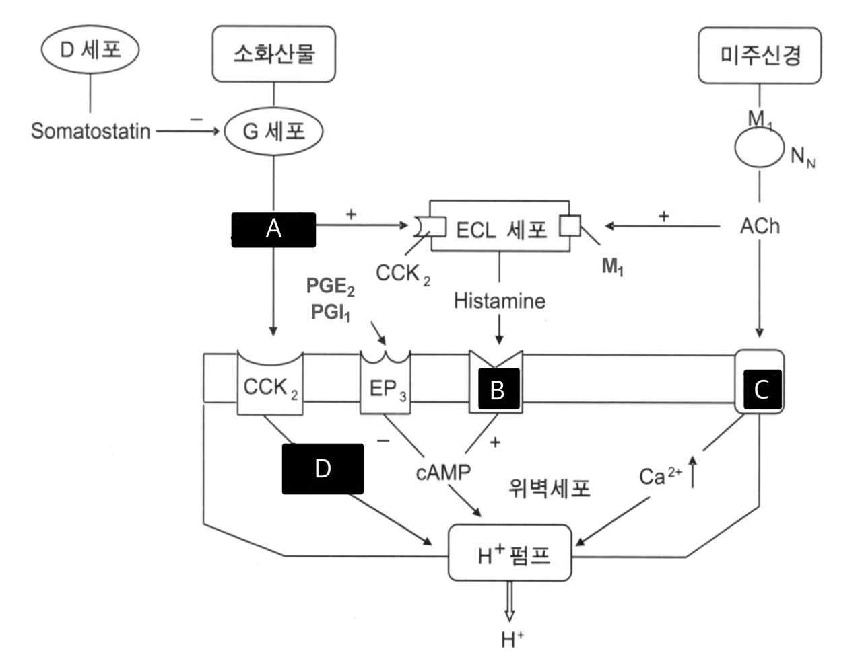 D 세포
소화산물
미주신경
Somatostatin
−
G 세포
M₁
N_N
A
+
ECL 세포
+
ACh
CCK₂
M₁
PGE₂
PGI₁
Histamine
CCK₂
EP₃
B
C
−
+
D
cAMP
위벽세포
Ca²⁺↑
H⁺펌프
H⁺